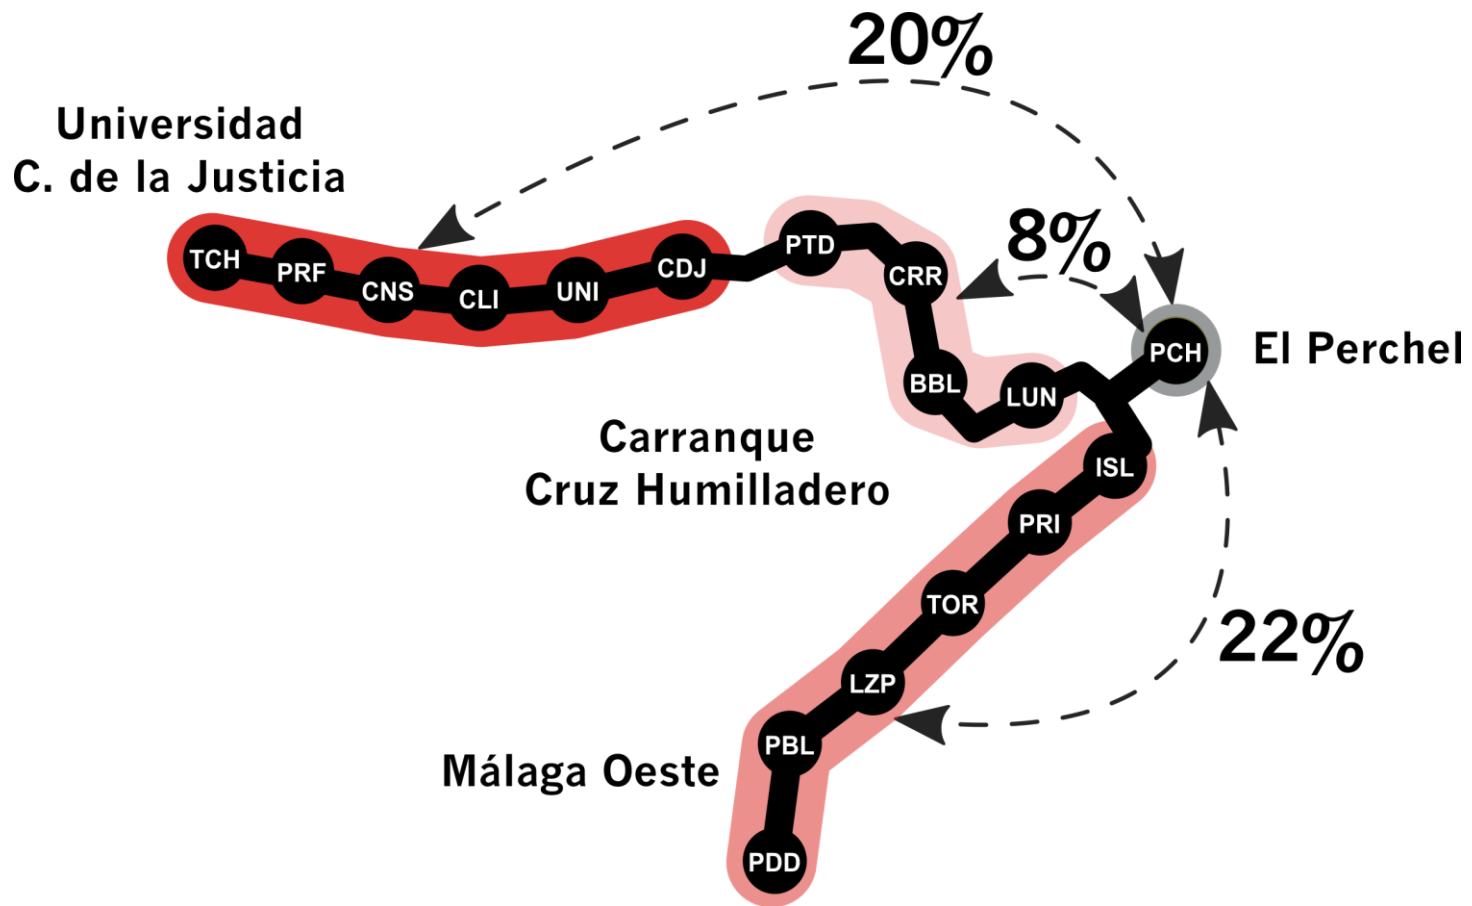 20%
Universidad
C. de la Justicia
8%
TCH
PRF
CNS
CLI
UNI
CDJ
PTD
CRR
BBL
LUN
PCH
El Perchel
Carranque
Cruz Humilladero
ISL
PRI
TOR
LZP
PBL
PDD
22%
Málaga Oeste